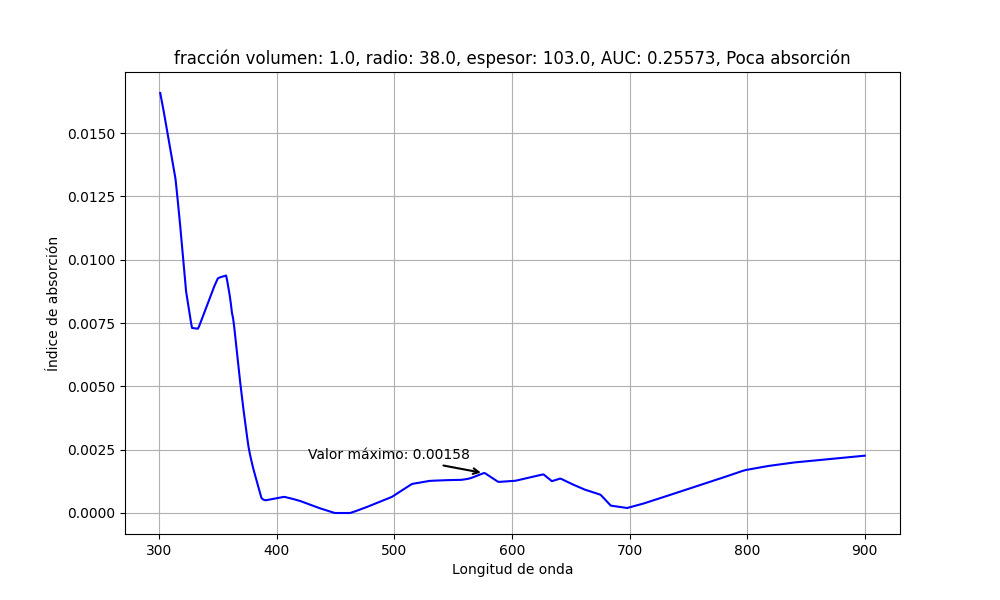 fracción volumen: 1.0, radio: 38.0, espesor: 103.0, AUC: 0.25573, Poca absorción
Índice de absorción
0.0150
0.0125
0.0100
0.0075
0.0050
0.0025
0.0000
Valor máximo: 0.00158
300 400 500 600 700 800 900
Longitud de onda